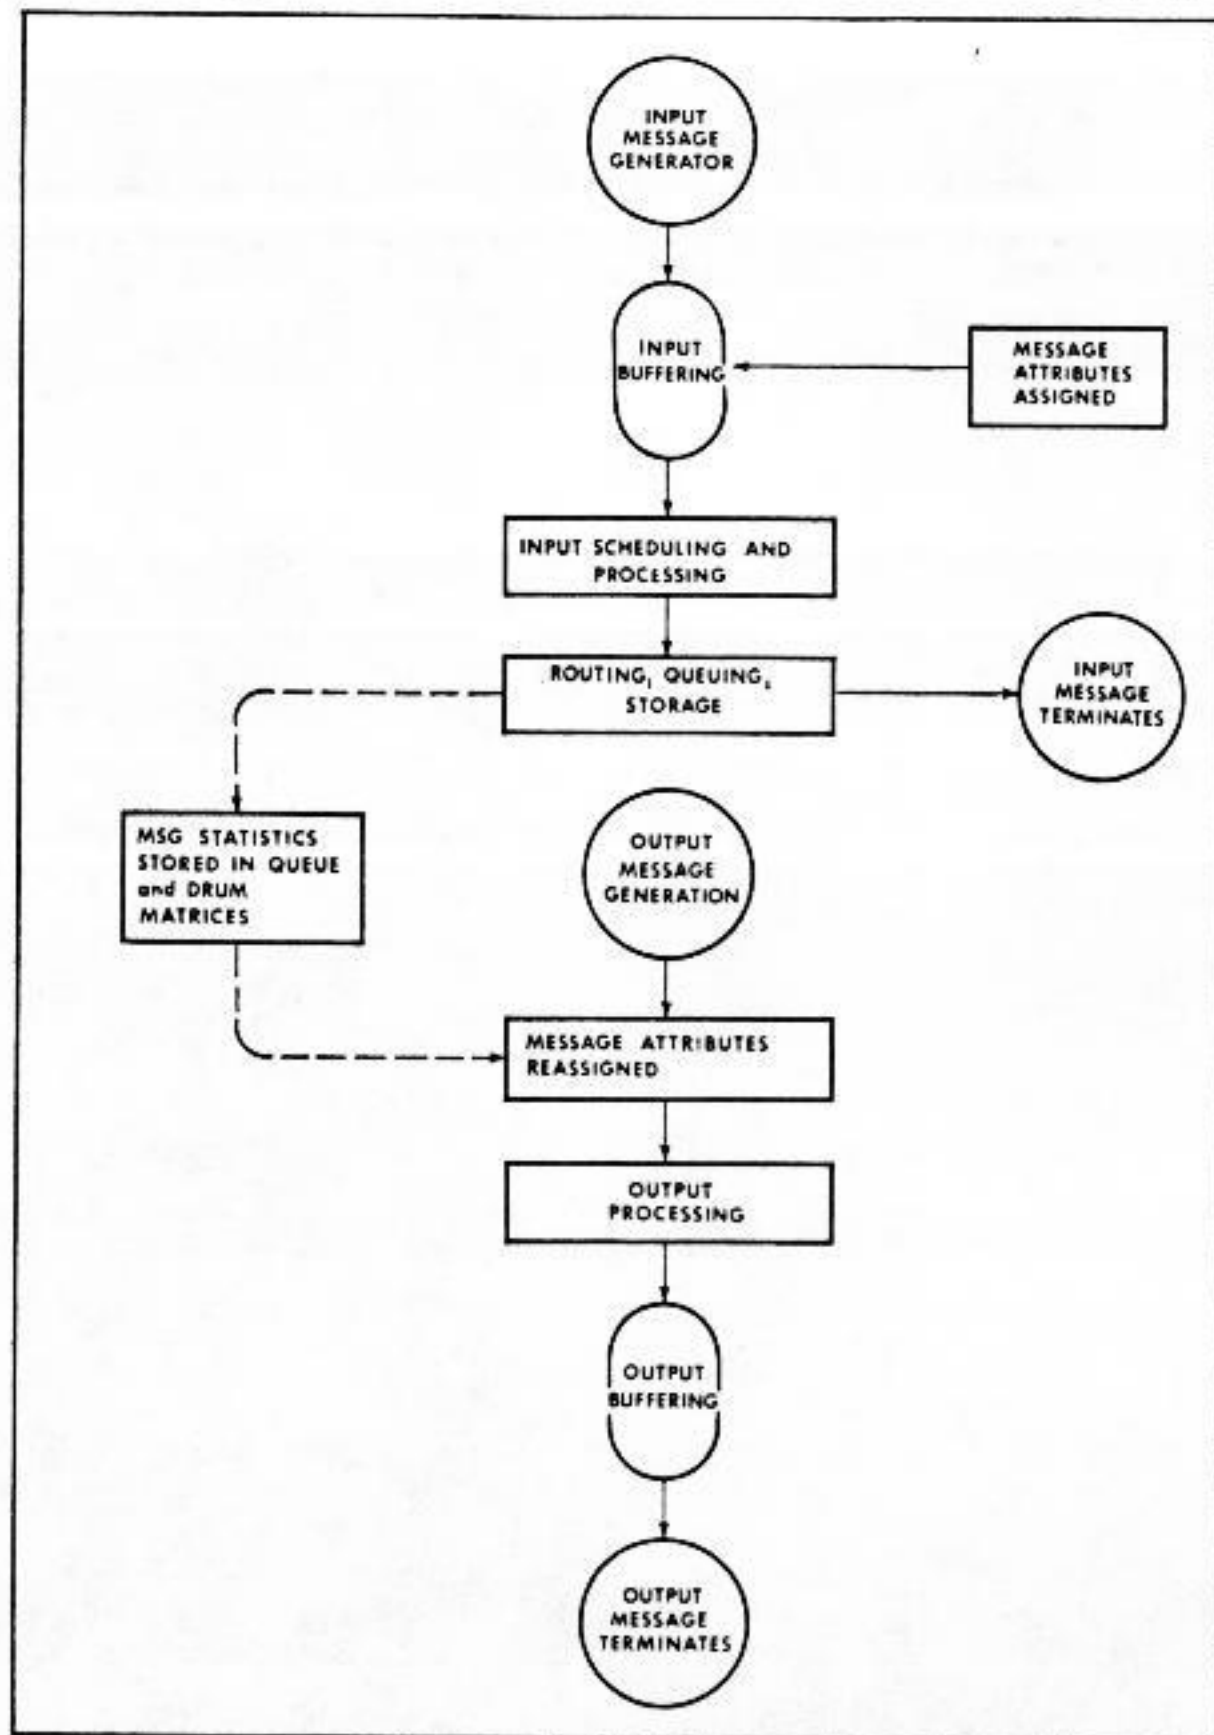 INPUT
MESSAGE
GENERATOR
INPUT
BUFFERING
MESSAGE
ATTRIBUTES
ASSIGNED
INPUT SCHEDULING AND
PROCESSING
ROUTING, QUEUING,
STORAGE
INPUT
MESSAGE
TERMINATES
MSG STATISTICS
STORED IN QUEUE
and DRUM
MATRICES
OUTPUT
MESSAGE
GENERATION
MESSAGE ATTRIBUTES
REASSIGNED
OUTPUT
PROCESSING
OUTPUT
BUFFERING
OUTPUT
MESSAGE
TERMINATES